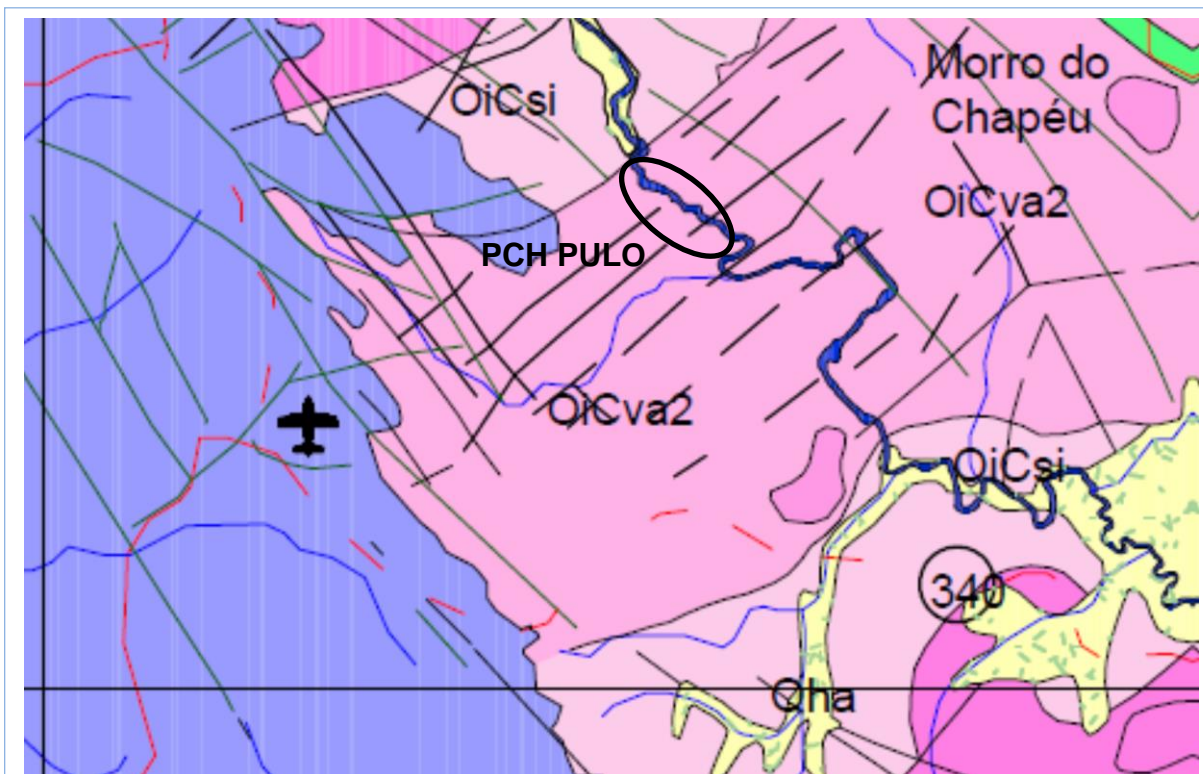 Morro do
Chapéu
OiCsi
OiCva2
PCH PULO
OiCva2
OiCsi
340
Qha